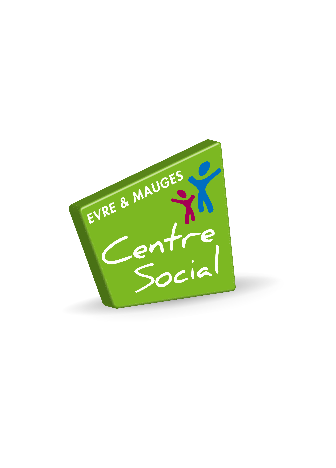 EVRE & MAUGES
Centre
Social